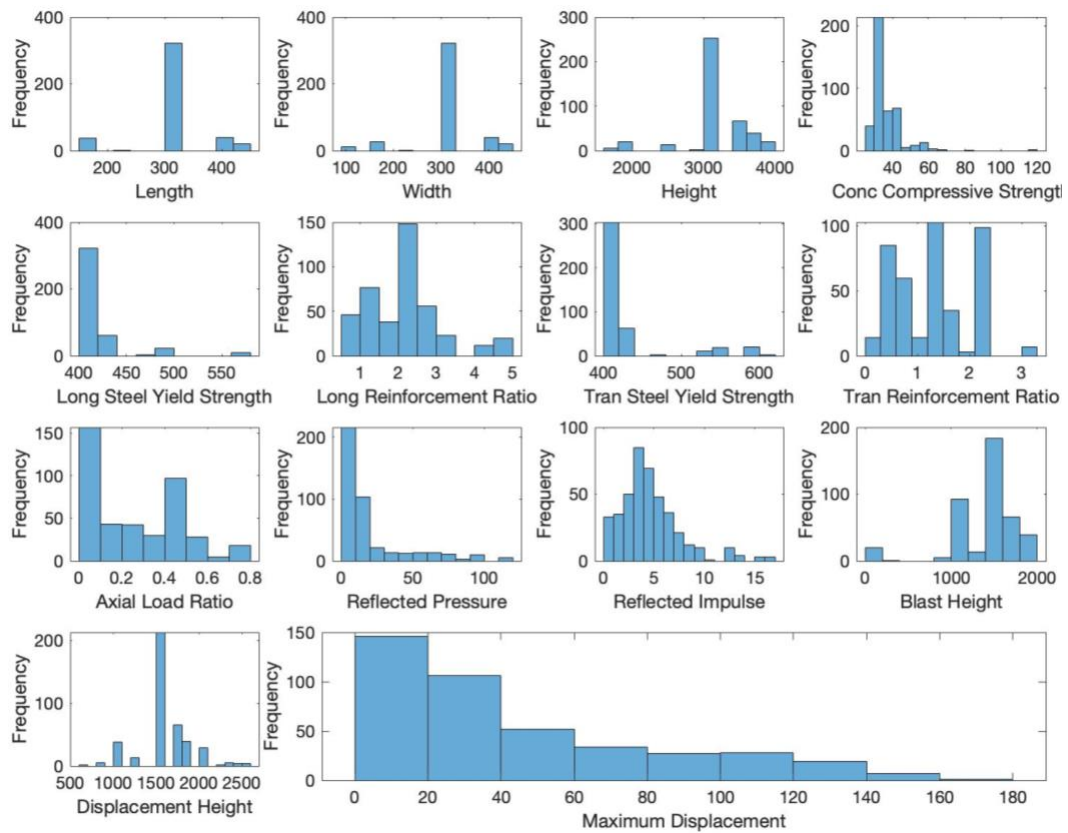 400
200
0
Frequency
200 300 400
Length
400
200
0
Frequency
100 200 300 400
Width
300
200
100
0
Frequency
2000 3000 4000
Height
200
100
0
Frequency
40 60 80 100 120
Conc Compressive Strengt
400
200
0
Frequency
400 450 500 550
Long Steel Yield Strength
150
100
50
0
Frequency
1 2 3 4 5
Long Reinforcement Ratio
300
200
100
0
Frequency
400 500 600
Tran Steel Yield Strength
100
50
0
Frequency
0 1 2 3
Tran Reinforcement Ratio
150
100
50
0
Frequency
0 0.2 0.4 0.6 0.8
Axial Load Ratio
200
100
0
Frequency
0 50 100
Reflected Pressure
100
50
0
Frequency
0 5 10 15
Reflected Impulse
200
100
0
Frequency
0 1000 2000
Blast Height
200
100
0
Frequency
500 1000 1500 2000 2500
Displacement Height
150
100
50
0
Frequency
0 20 40 60 80 100 120 140 160 180
Maximum Displacement